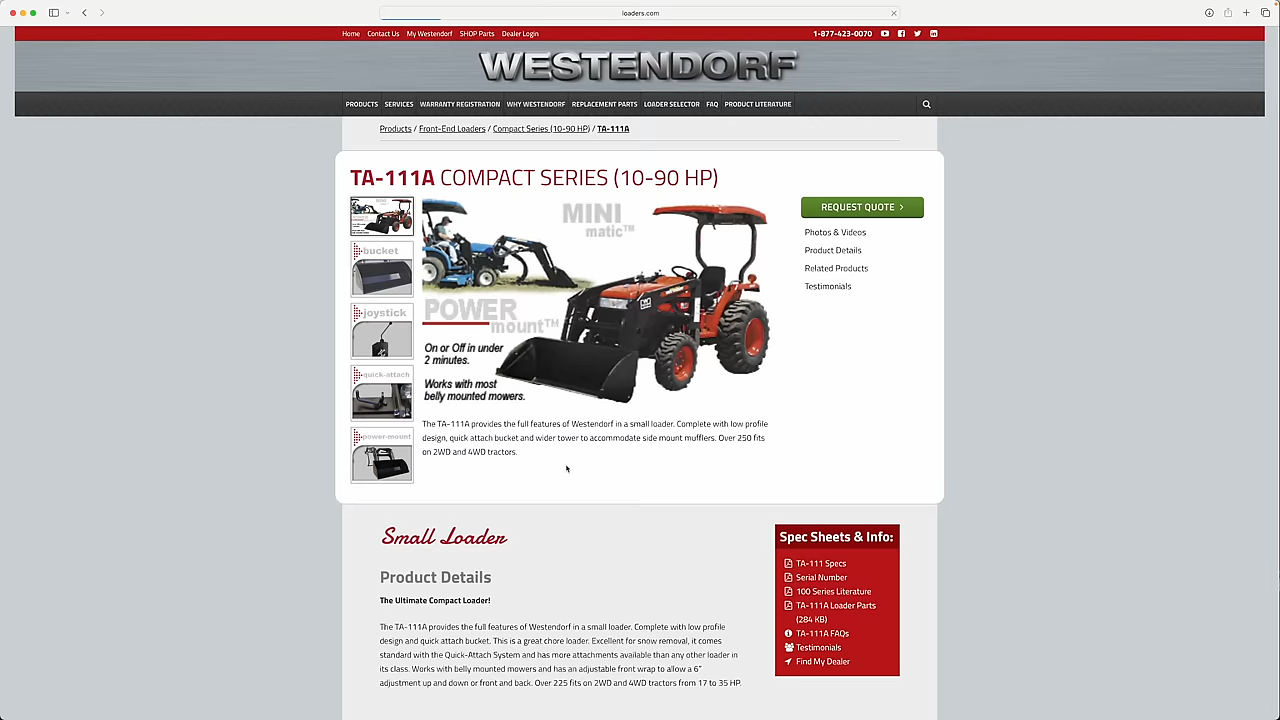 loaders.com
Home Contact Us My Westendorf SHOP Parts Dealer Login 1-877-423-0070
WESTENDORF
PRODUCTS SERVICES WARRANTY REGISTRATION WHY WESTENDORF REPLACEMENT PARTS LOADER SELECTOR FAQ PRODUCT LITERATURE
Products / Front-End Loaders / Compact Series (10-90 HP) / TA-111A
TA-111A COMPACT SERIES (10-90 HP)
bucket
joystick
quick-attach
power-mount
MINI
matic™
POWER
mount™
On or Off in under
2 minutes.
Works with most
belly mounted mowers.
The TA-111A provides the full features of Westendorf in a small loader. Complete with low profile
design, quick attach bucket and wider tower to accommodate side mount mufflers. Over 250 fits
on 2WD and 4WD tractors.
REQUEST QUOTE
Photos & Videos
Product Details
Related Products
Testimonials
Small Loader
Product Details
The Ultimate Compact Loader!
The TA-111A provides the full features of Westendorf in a small loader. Complete with low profile
design and quick attach bucket. This is a great chore loader. Excellent for snow removal, it comes
standard with the Quick-Attach System and has more attachments available than any other loader in
its class. Works with belly mounted mowers and has an adjustable front wrap to allow a 6"
adjustment up and down or front and back. Over 225 fits on 2WD and 4WD tractors from 17 to 35 HP.
Spec Sheets & Info:
TA-111 Specs
Serial Number
100 Series Literature
TA-111A Loader Parts
(284 KB)
TA-111A FAQs
Testimonials
Find My Dealer